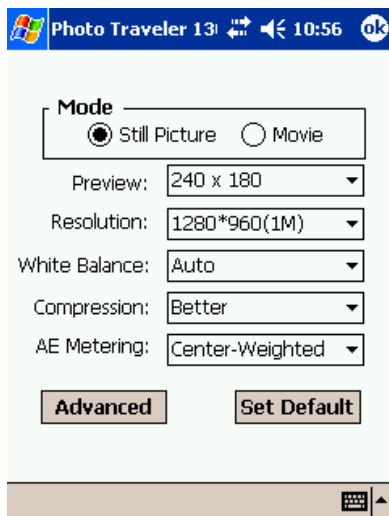 Photo Traveler 13 10:56 ok
Mode
Still Picture Movie
Preview: 240 x 180
Resolution: 1280*960(1M)
White Balance: Auto
Compression: Better
AE Metering: Center-Weighted
Advanced Set Default